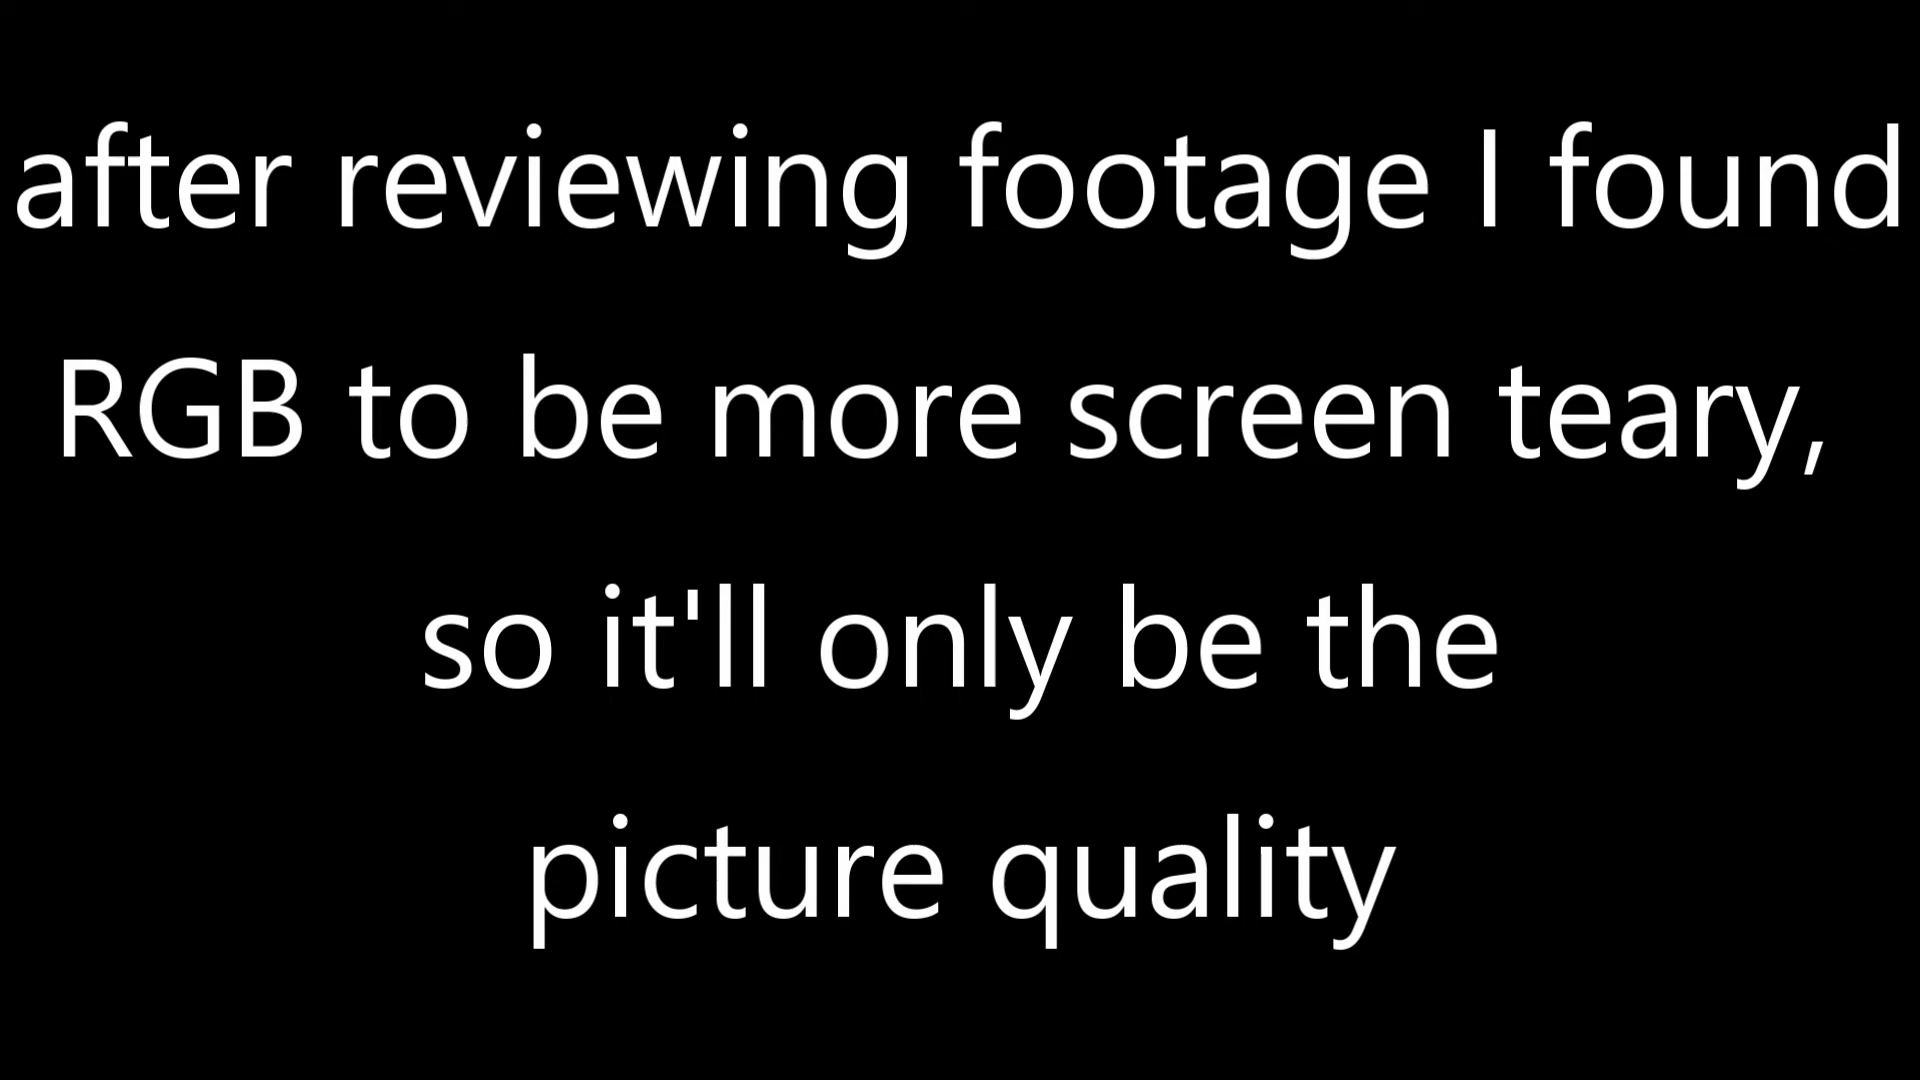 after reviewing footage I found
RGB to be more screen teary,
so it'll only be the
picture quality